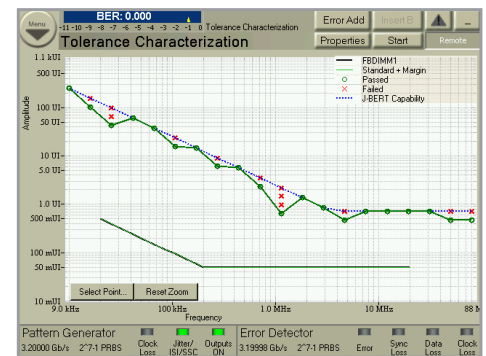 Menu
BER: 0.000
-11 -10 -9 -8 -7 -6 -5 -4 -3 -2 -1 0 Tolerance Characterization
Tolerance Characterization
Error Add
Insert B
Properties
Start
Remote
FBDIMM1
Standard + Margin
Passed
Failed
J-BERT Capability
1.1 kUI
500 UI
100 UI
50 UI
10 UI
5.0 UI
1.0 UI
500 mUI
100 mUI
50 mUI
10 mUI
Amplitude
Select Point...
Reset Zoom
9.0 kHz
100 kHz
1.0 MHz
10 MHz
88 M
Frequency
Pattern Generator
3.20000 Gb/s 2^7-1 PRBS
Clock Loss
Jitter/ ISI/SSC
Outputs ON
Error Detector
3.19998 Gb/s 2^7-1 PRBS
Error
Sync Loss
Data Loss
Clock Loss